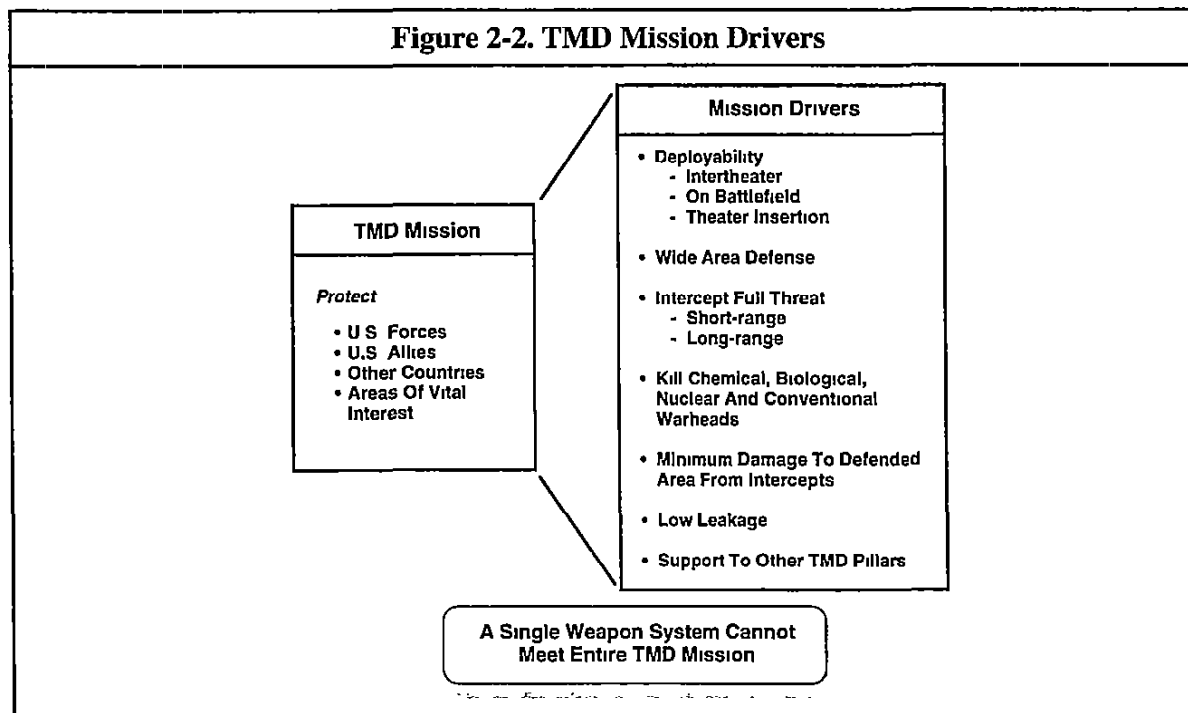 Figure 2-2. TMD Mission Drivers
TMD Mission
Protect
• U S Forces
• U.S Allies
• Other Countries
• Areas Of Vital
Interest
Mission Drivers
• Deployability
- Intertheater
- On Battlefield
- Theater Insertion
• Wide Area Defense
• Intercept Full Threat
- Short-range
- Long-range
• Kill Chemical, Biological,
Nuclear And Conventional
Warheads
• Minimum Damage To Defended
Area From Intercepts
• Low Leakage
• Support To Other TMD Pillars
A Single Weapon System Cannot
Meet Entire TMD Mission